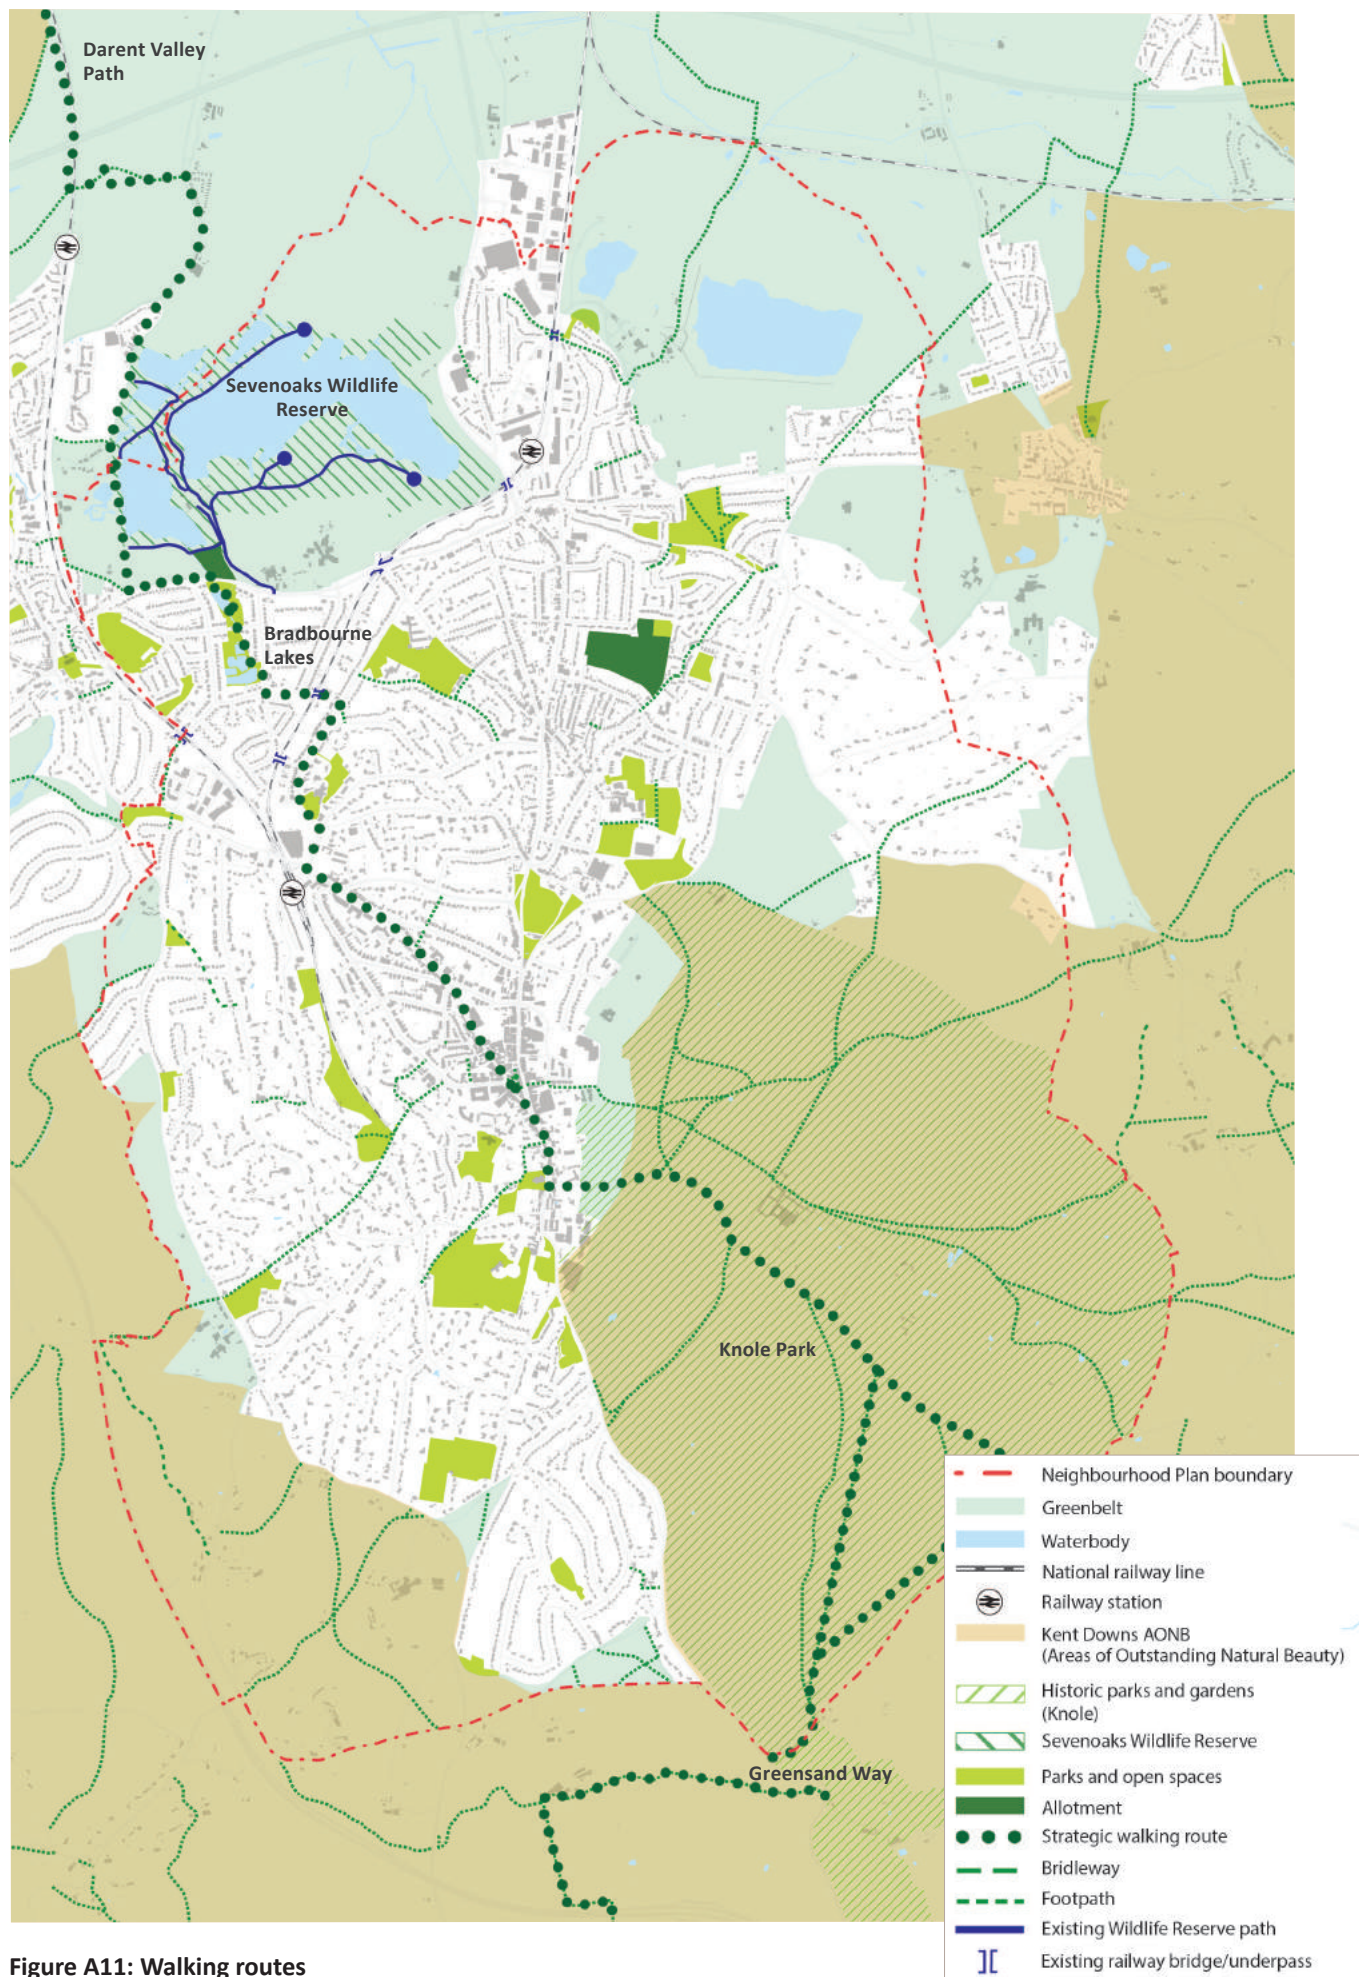 Darent Valley
Path
Sevenoaks Wildlife
Reserve
Bradbourne
Lakes
Knole Park
Greensand Way
Neighbourhood Plan boundary
Greenbelt
Waterbody
National railway line
Railway station
Kent Downs AONB
(Areas of Outstanding Natural Beauty)
Historic parks and gardens
(Knole)
Sevenoaks Wildlife Reserve
Parks and open spaces
Allotment
Strategic walking route
Bridleway
Footpath
Existing Wildlife Reserve path
Existing railway bridge/underpass
Figure A11: Walking routes